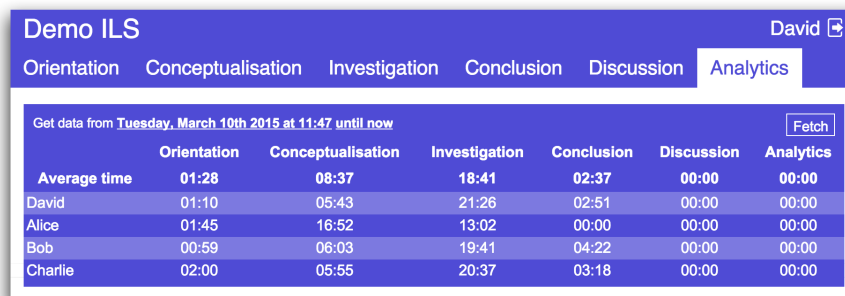 Demo ILS David
Orientation Conceptualisation Investigation Conclusion Discussion Analytics
Get data from Tuesday, March 10th 2015 at 11:47 until now Fetch
Orientation Conceptualisation Investigation Conclusion Discussion Analytics
Average time 01:28 08:37 18:41 02:37 00:00 00:00
David 01:10 05:43 21:26 02:51 00:00 00:00
Alice 01:45 16:52 13:02 00:00 00:00 00:00
Bob 00:59 06:03 19:41 04:22 00:00 00:00
Charlie 02:00 05:55 20:37 03:18 00:00 00:00